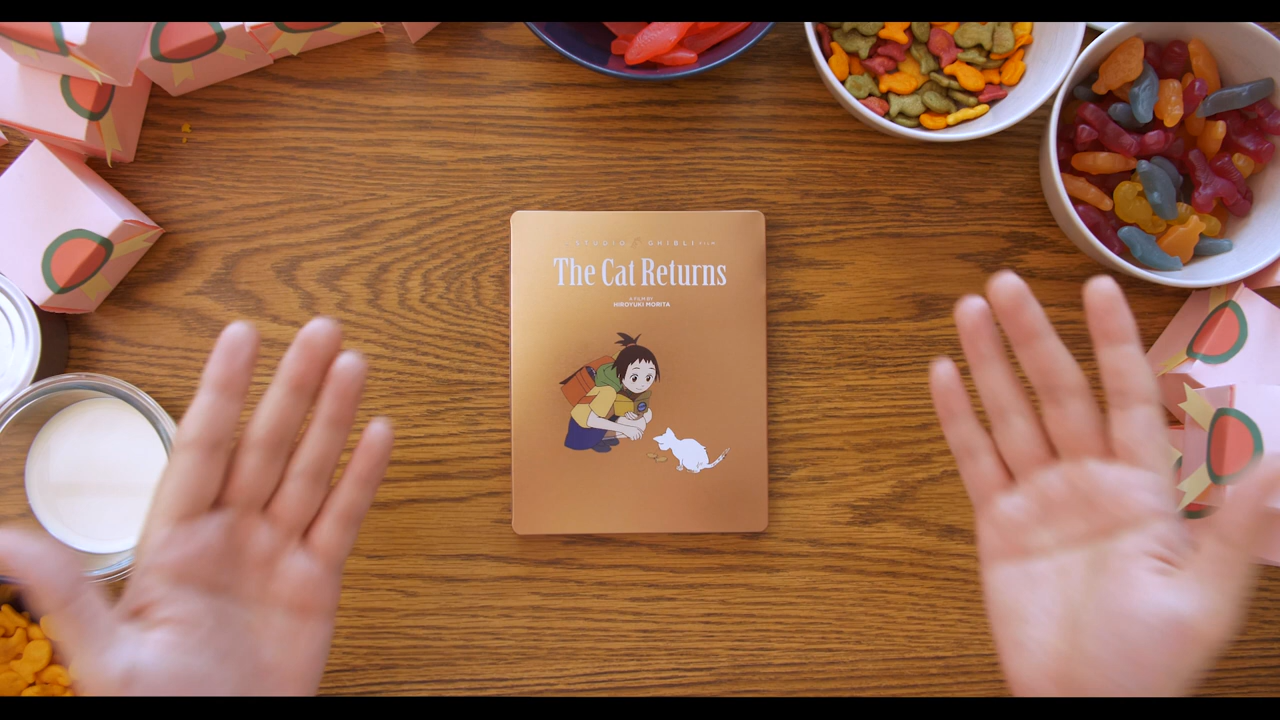 A STUDIO GHIBLI FILM
The Cat Returns
A FILM BY
HIROYUKI MORITA